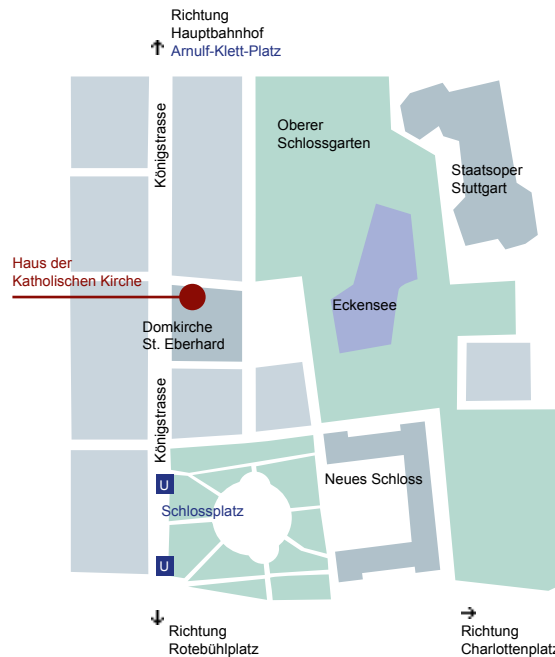 Richtung
Hauptbahnhof
Arnulf-Klett-Platz
Königstrasse
Oberer
Schlossgarten
Staatsoper
Stuttgart
Haus der
Katholischen Kirche
Eckensee
Domkirche
St. Eberhard
Königstrasse
Neues Schloss
U
Schlossplatz
U
Richtung
Rotebühlplatz
Richtung
Charlottenplatz